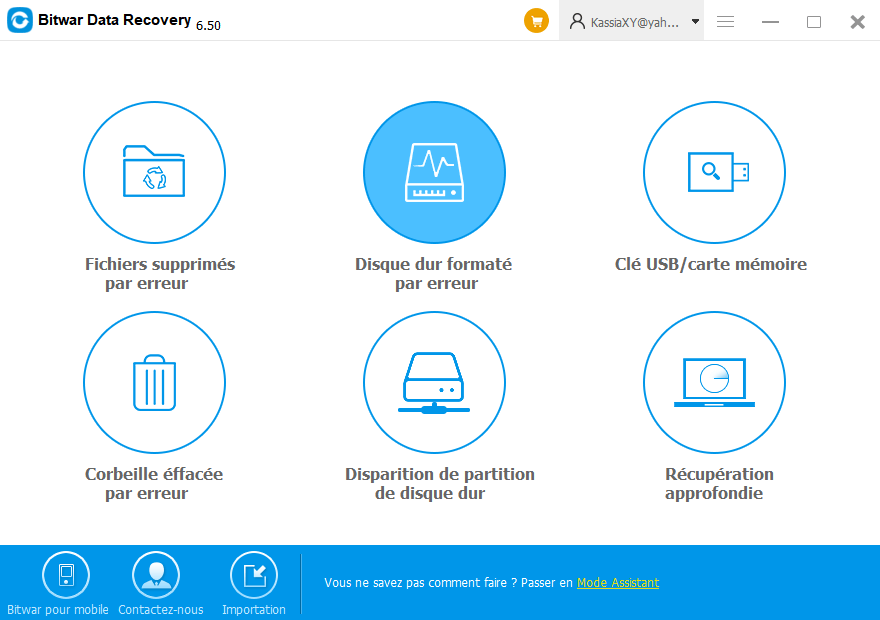 Bitwar Data Recovery 6.50
KassiaXY@yah...
Fichiers supprimés
par erreur
Disque dur formaté
par erreur
Clé USB/carte mémoire
Corbeille éffacée
par erreur
Disparition de partition
de disque dur
Récupération
approfondie
Bitwar pour mobile
Contactez-nous
Importation
Vous ne savez pas comment faire ? Passer en Mode Assistant